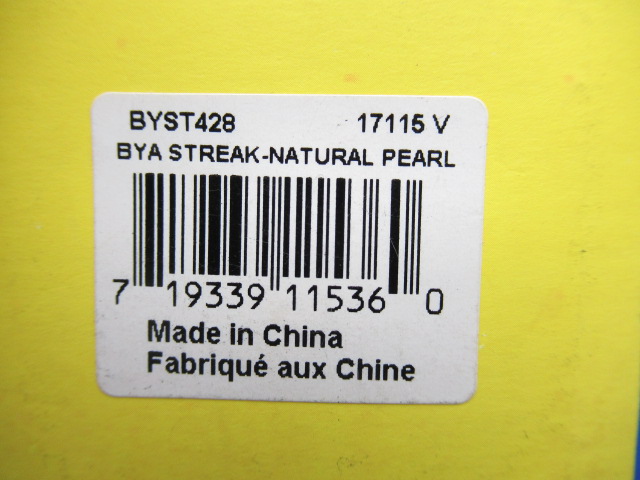 BYST428 17115 V
BYA STREAK-NATURAL PEARL
7 19339 11536 0
Made in China
Fabriqué aux Chine